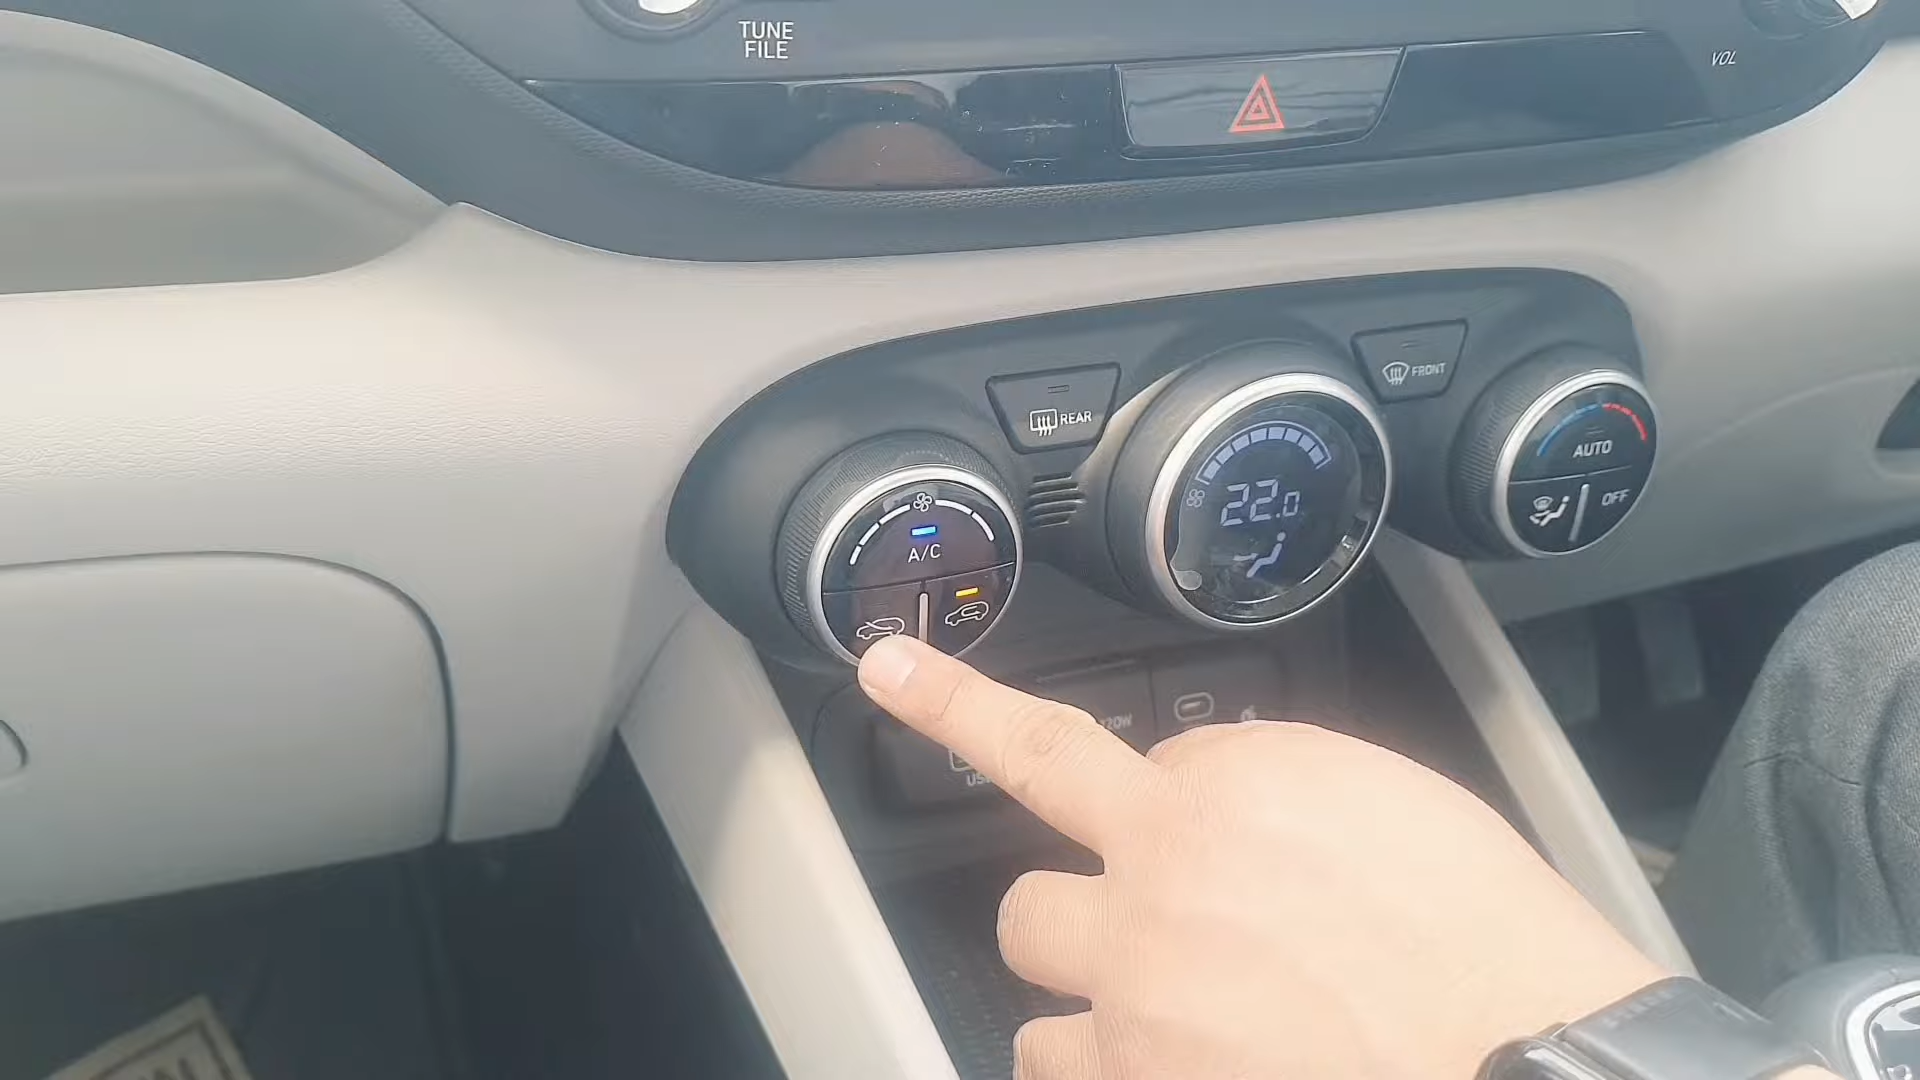 TUNE
FILE
VOL
REAR
FRONT
22.0
AUTO
OFF
A/C